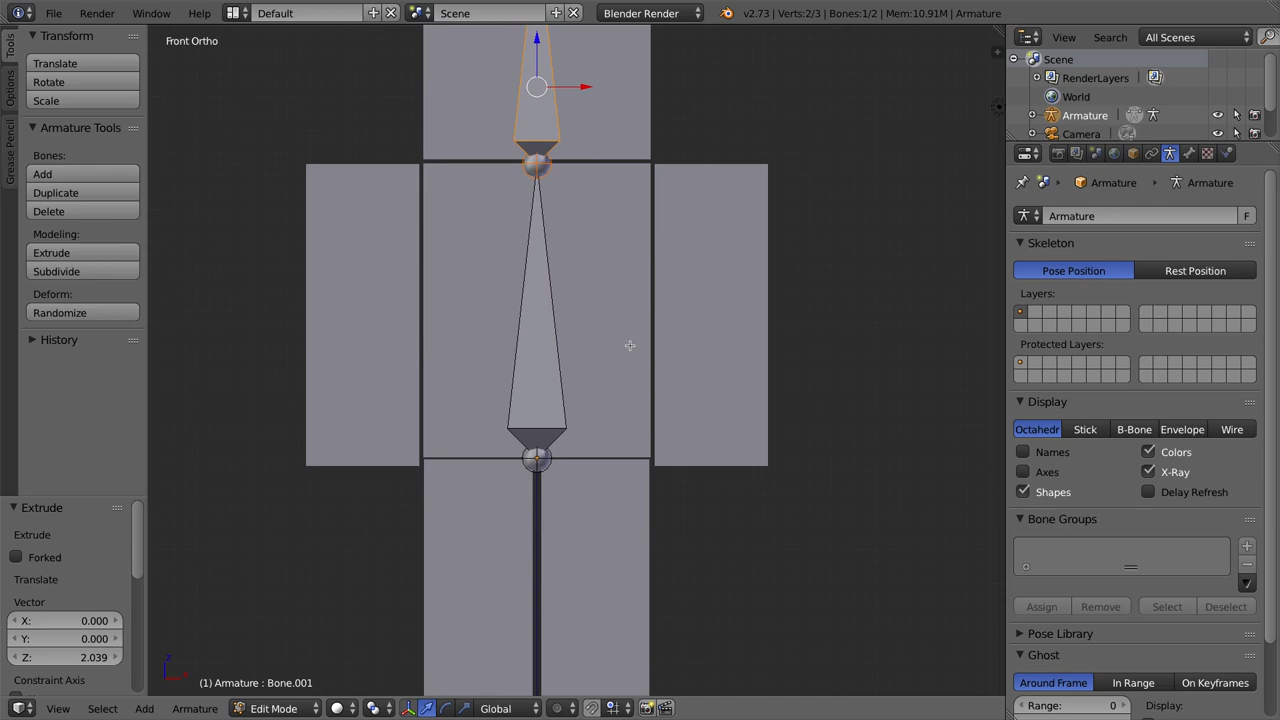 File Render Window Help Default Scene Blender Render v2.73 | Verts:2/3 | Bones:1/2 | Mem:10.91M | Armature
Tools
Options
Grease Pencil
Transform
Translate
Rotate
Scale
Armature Tools
Bones:
Add
Duplicate
Delete
Modeling:
Extrude
Subdivide
Deform:
Randomize
History
Extrude
Extrude
Forked
Translate
Vector
X: 0.000
Y: 0.000
Z: 2.039
Constraint Axis
Front Ortho
z
(1) Armature : Bone.001
View Select Add Armature Edit Mode Global
View Search All Scenes
Scene
RenderLayers
World
Armature
Camera
Armature Armature
Armature F
Skeleton
Pose Position Rest Position
Layers:
Protected Layers:
Display
Octahedr Stick B-Bone Envelope Wire
Names Colors
Axes X-Ray
Shapes Delay Refresh
Bone Groups
Assign Remove Select Deselect
Pose Library
Ghost
Around Frame In Range On Keyframes
Range: 0 Display: